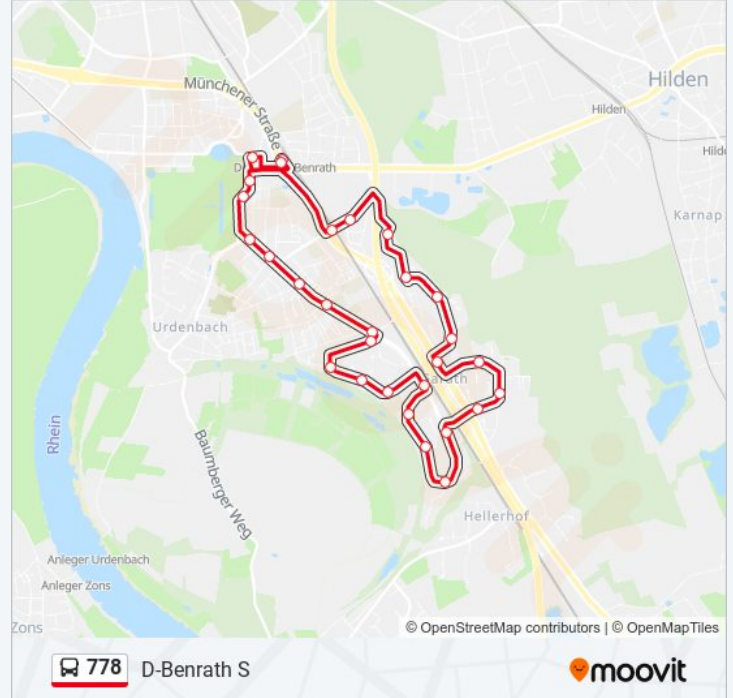 Münchener Straße
Hilden
Hilden
D
Benrath
Hilde
Karnap
Urdenbach
Garath
Rhein
Baumberger Weg
Hellerhof
Anleger Urdenbach
Anleger Zons
Zons
© OpenStreetMap contributors | © OpenMapTiles
778 D-Benrath S
moovit